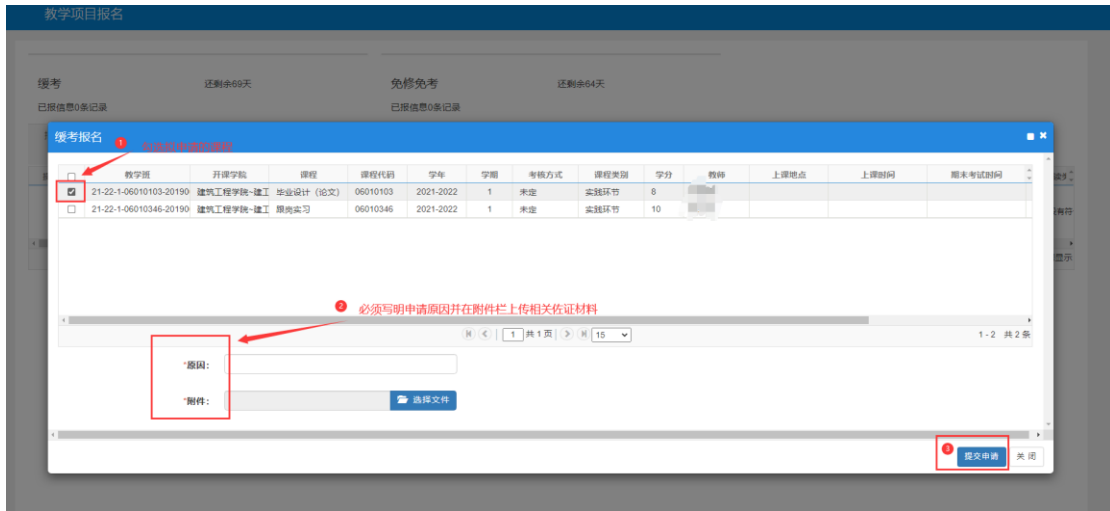 教学项目报名
缓考 还剩余69天 免修免考 还剩余64天
已报信息0条记录 已报信息0条记录
缓考报名
1
教学班 开课学院 课程 课程代码 学年 学期 考核方式 课程类别 学分 教师 上课地点 上课时间 期末考试时间
21-22-1-06010103-20190 建筑工程学院~建工 毕业设计（论文） 06010103 2021-2022 1 未定 实践环节 8
21-22-1-06010346-20190 建筑工程学院~建工 跟岗实习 06010346 2021-2022 1 未定 实践环节 10
2 必须写明申请原因并在附件栏上传相关佐证材料
1 共1页 15 1-2 共2条
*原因：
*附件： 选择文件
3 提交申请 关闭